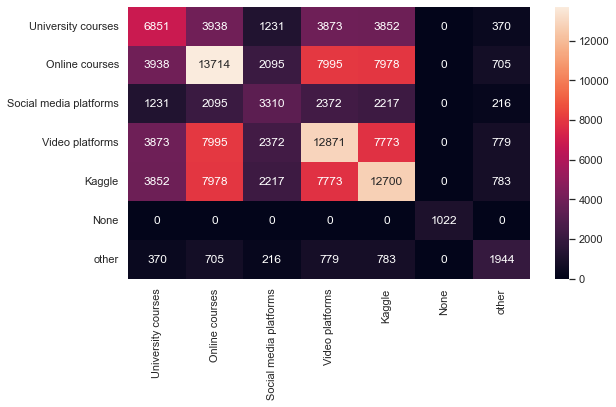 University courses 6851 3938 1231 3873 3852 0 370
Online courses 3938 13714 2095 7995 7978 0 705
Social media platforms 1231 2095 3310 2372 2217 0 216
Video platforms 3873 7995 2372 12871 7773 0 779
Kaggle 3852 7978 2217 7773 12700 0 783
None 0 0 0 0 0 1022 0
other 370 705 216 779 783 0 1944
University courses
Online courses
Social media platforms
Video platforms
Kaggle
None
other
12000
10000
8000
6000
4000
2000
0